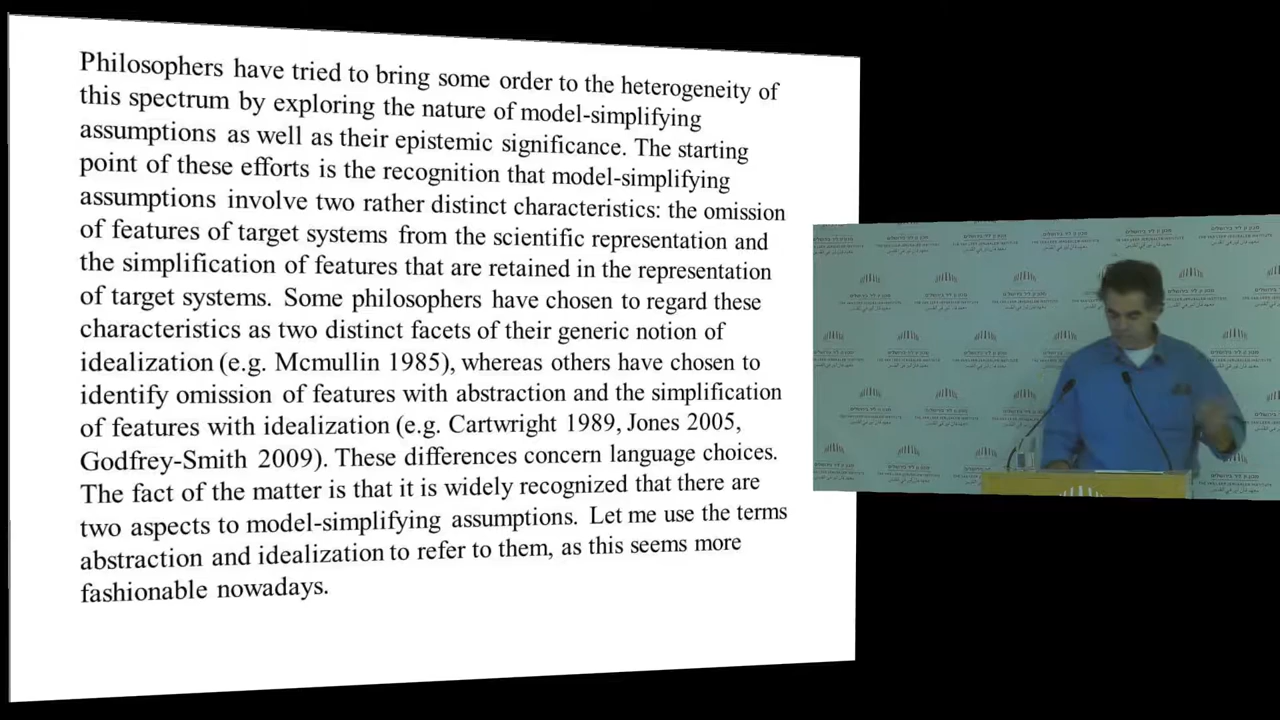 Philosophers have tried to bring some order to the heterogeneity of
this spectrum by exploring the nature of model-simplifying
assumptions as well as their epistemic significance. The starting
point of these efforts is the recognition that model-simplifying
assumptions involve two rather distinct characteristics: the omission
of features of target systems from the scientific representation and
the simplification of features that are retained in the representation
of target systems. Some philosophers have chosen to regard these
characteristics as two distinct facets of their generic notion of
idealization (e.g. Mcmullin 1985), whereas others have chosen to
identify omission of features with abstraction and the simplification
of features with idealization (e.g. Cartwright 1989, Jones 2005,
Godfrey-Smith 2009). These differences concern language choices.
The fact of the matter is that it is widely recognized that there are
two aspects to model-simplifying assumptions. Let me use the terms
abstraction and idealization to refer to them, as this seems more
fashionable nowadays.